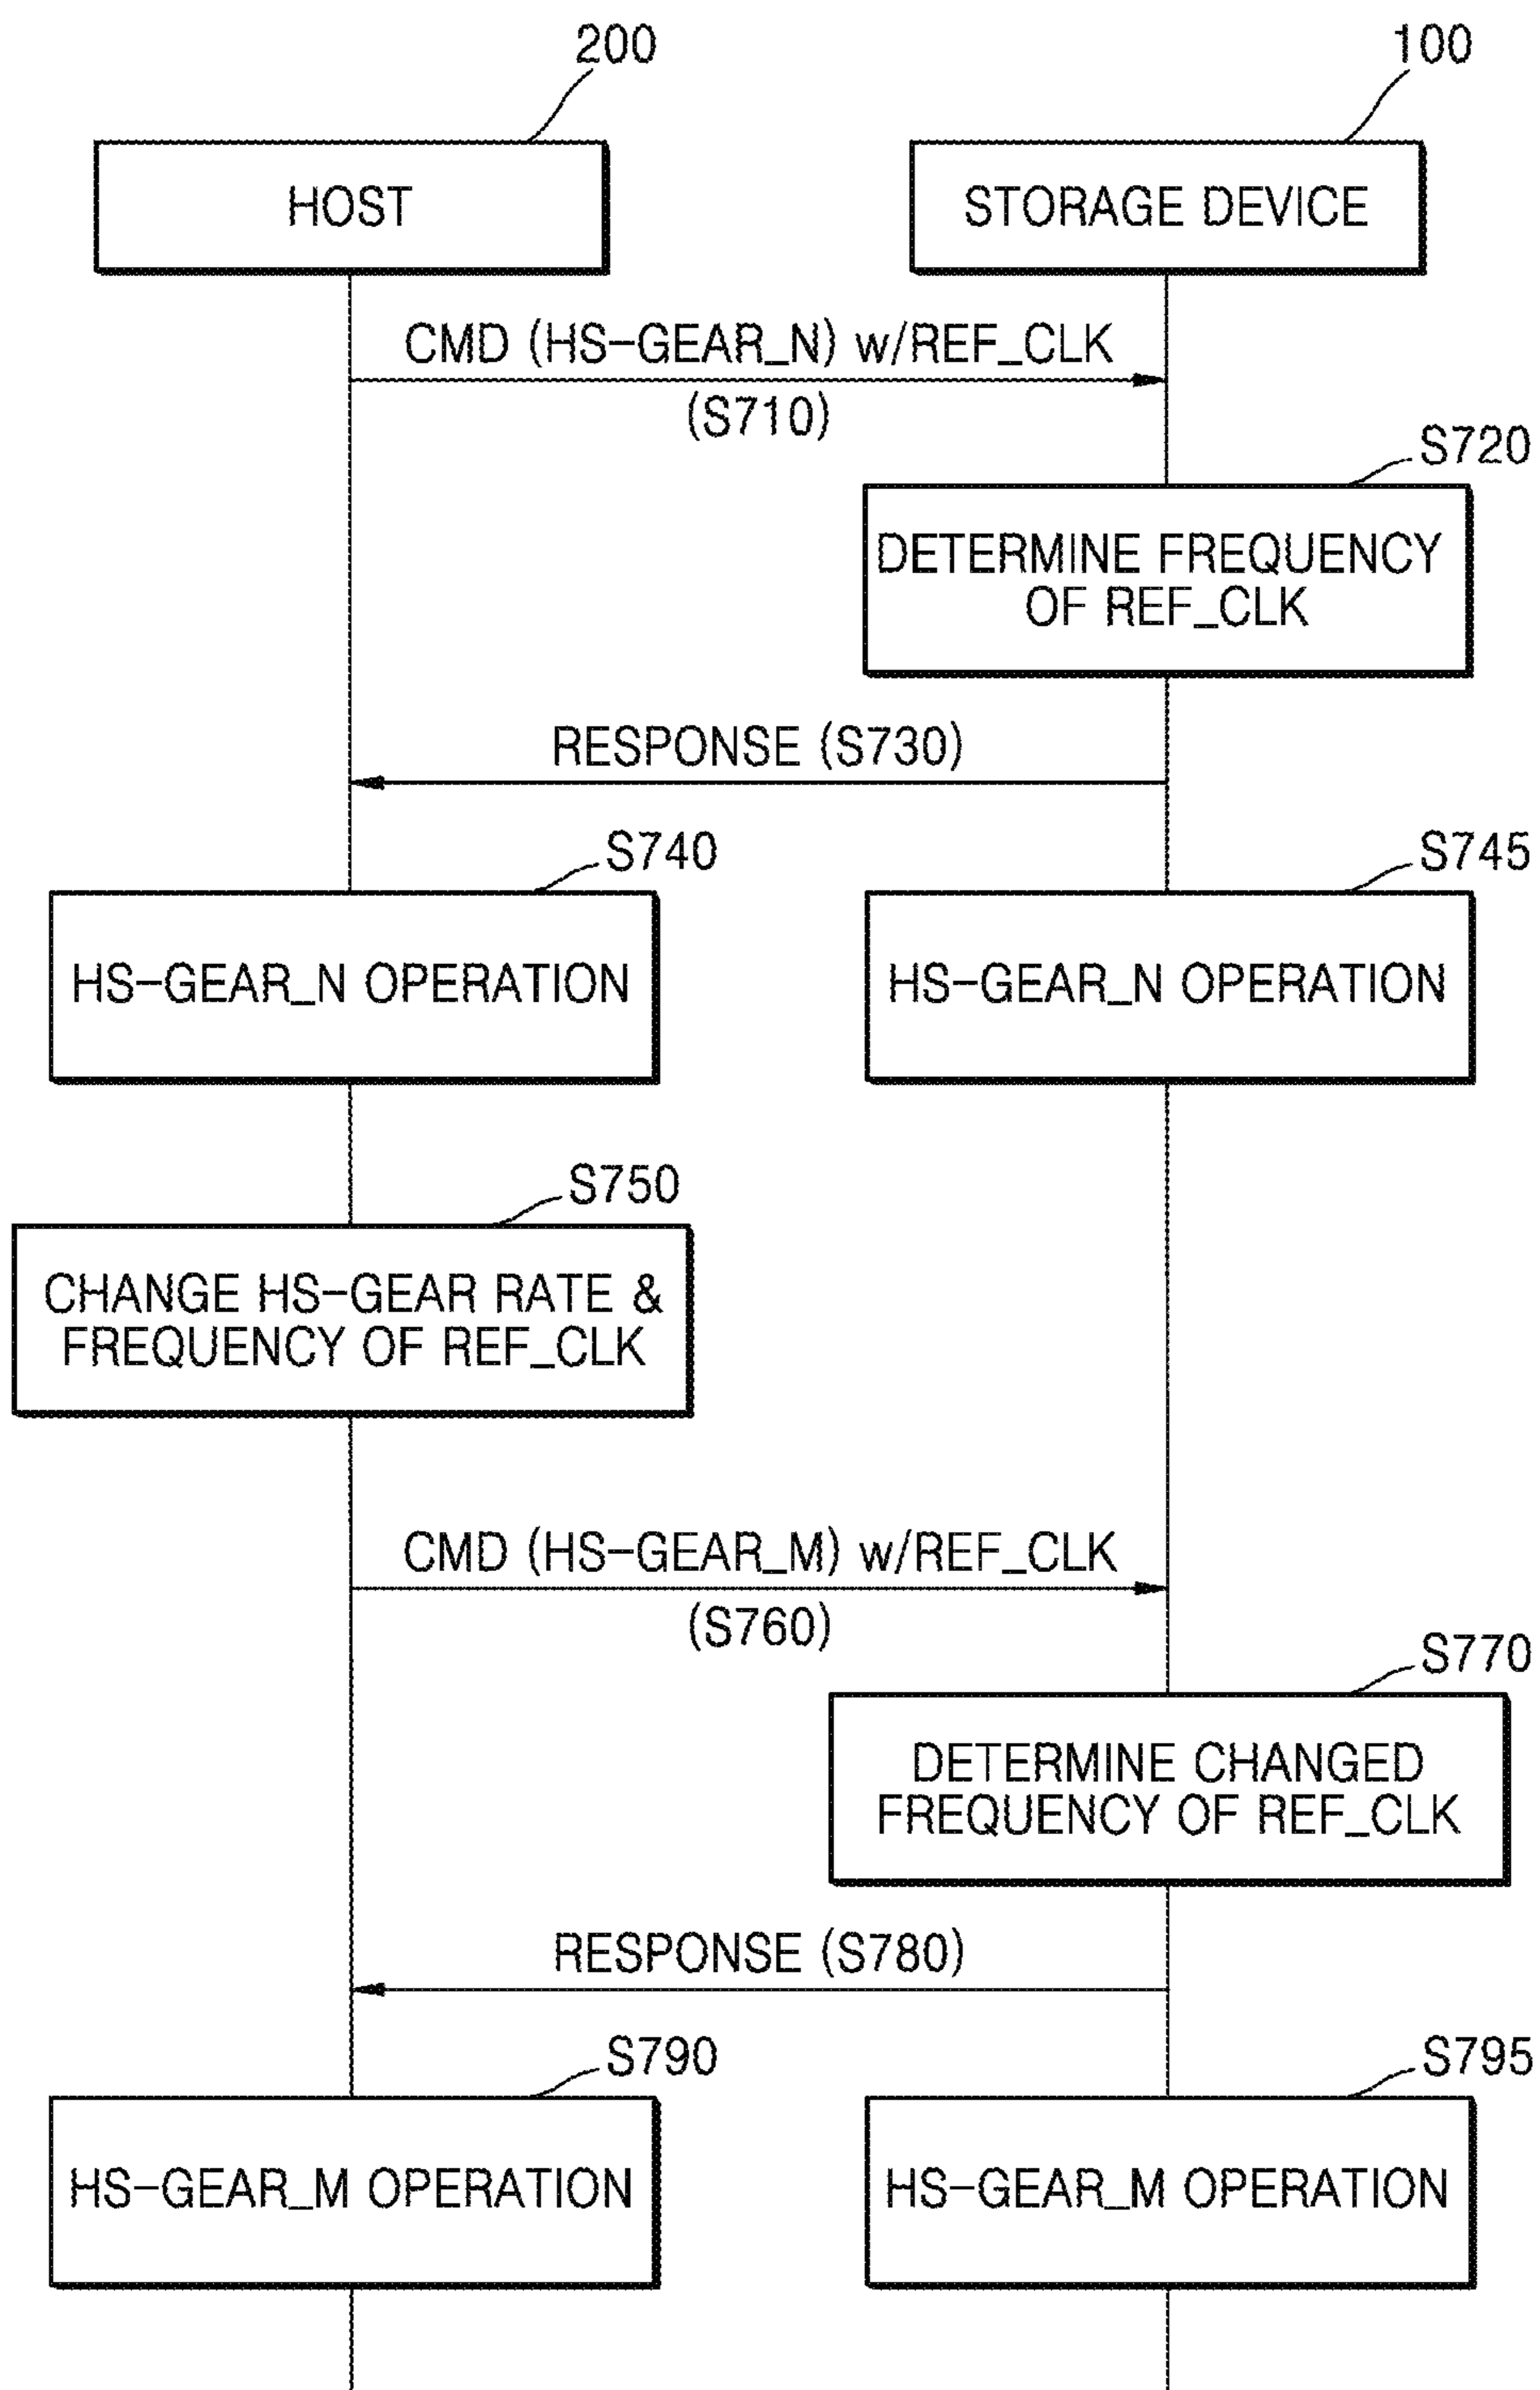 200
100
HOST
STORAGE DEVICE
CMD (HS-GEAR_N) w/REF_CLK
(S710)
S720
DETERMINE FREQUENCY
OF REF_CLK
RESPONSE (S730)
S740
S745
HS-GEAR_N OPERATION
HS-GEAR_N OPERATION
S750
CHANGE HS-GEAR RATE &
FREQUENCY OF REF_CLK
CMD (HS-GEAR_M) w/REF_CLK
(S760)
S770
DETERMINE CHANGED
FREQUENCY OF REF_CLK
RESPONSE (S780)
S790
S795
HS-GEAR_M OPERATION
HS-GEAR_M OPERATION